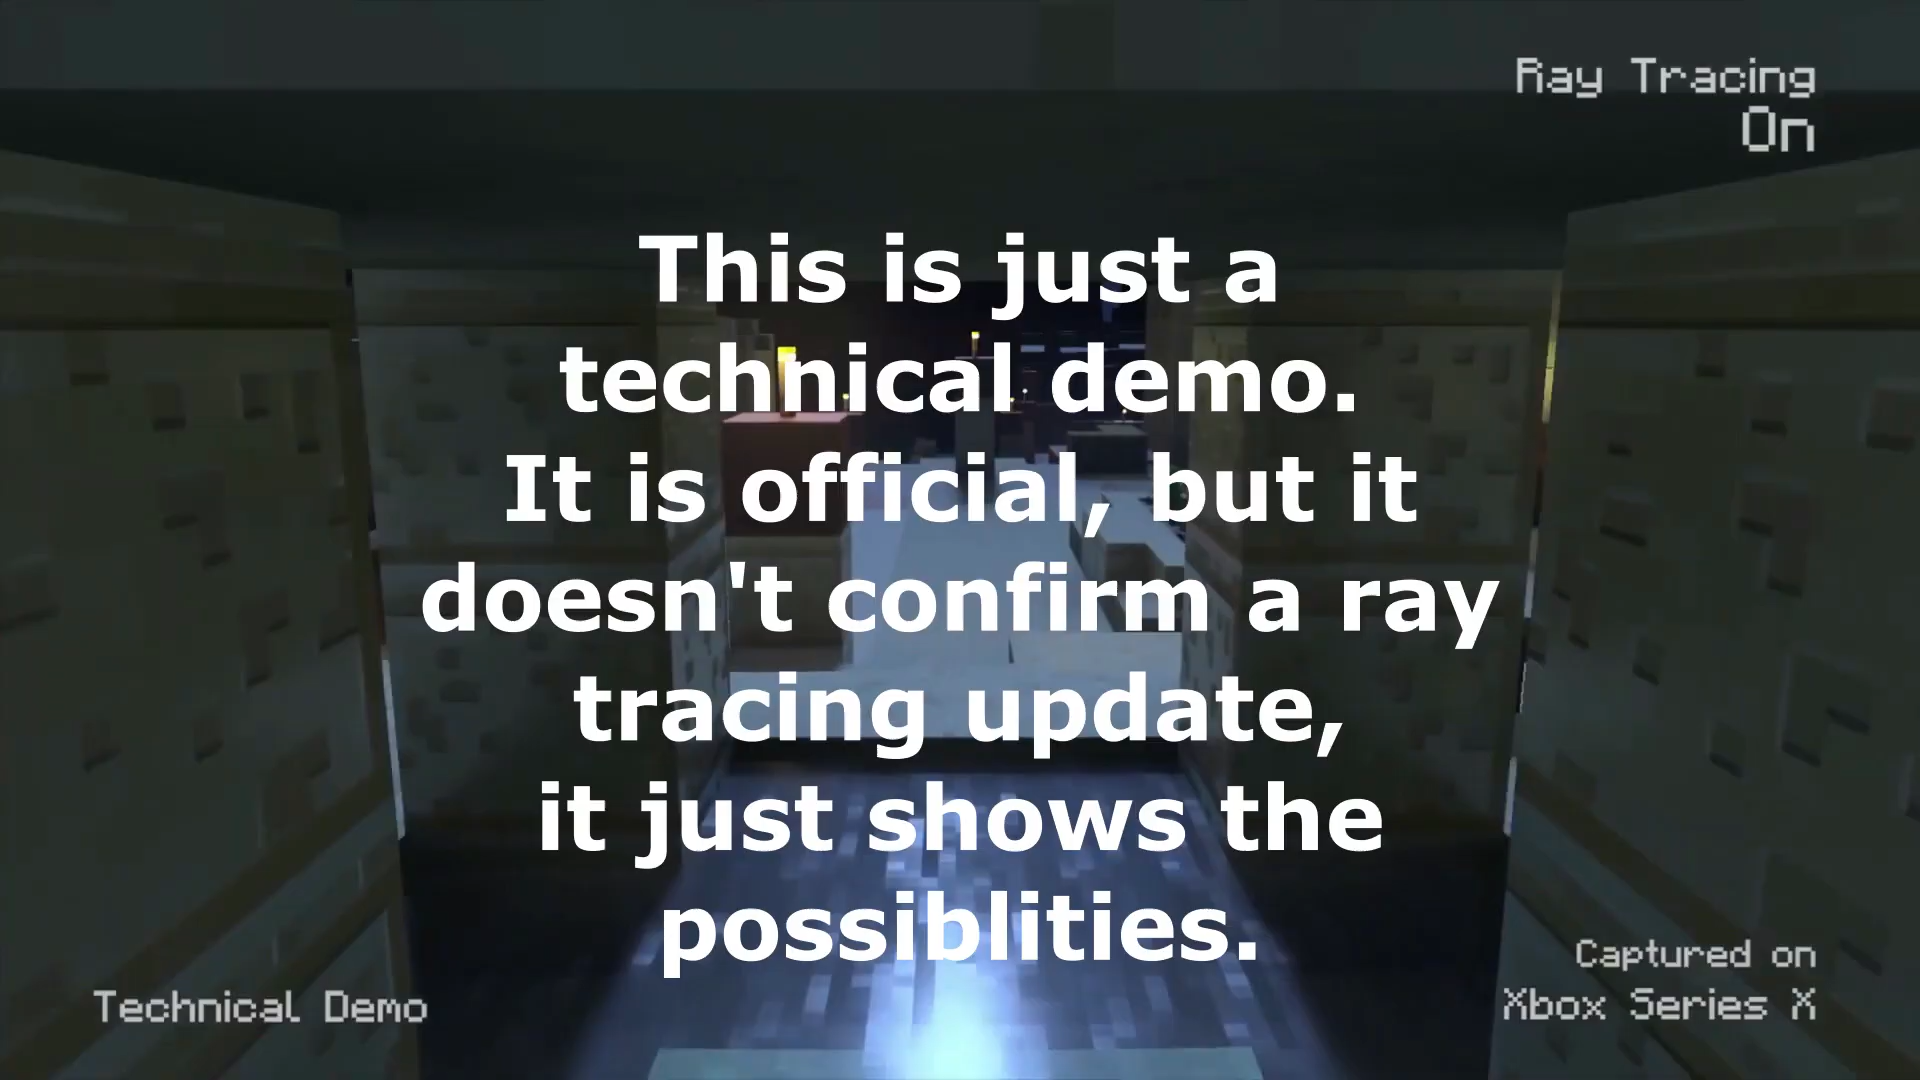 Ray Tracing
On
This is just a
technical demo.
It is official, but it
doesn't confirm a ray
tracing update,
it just shows the
possiblities.
Technical Demo
Captured on
Xbox Series X